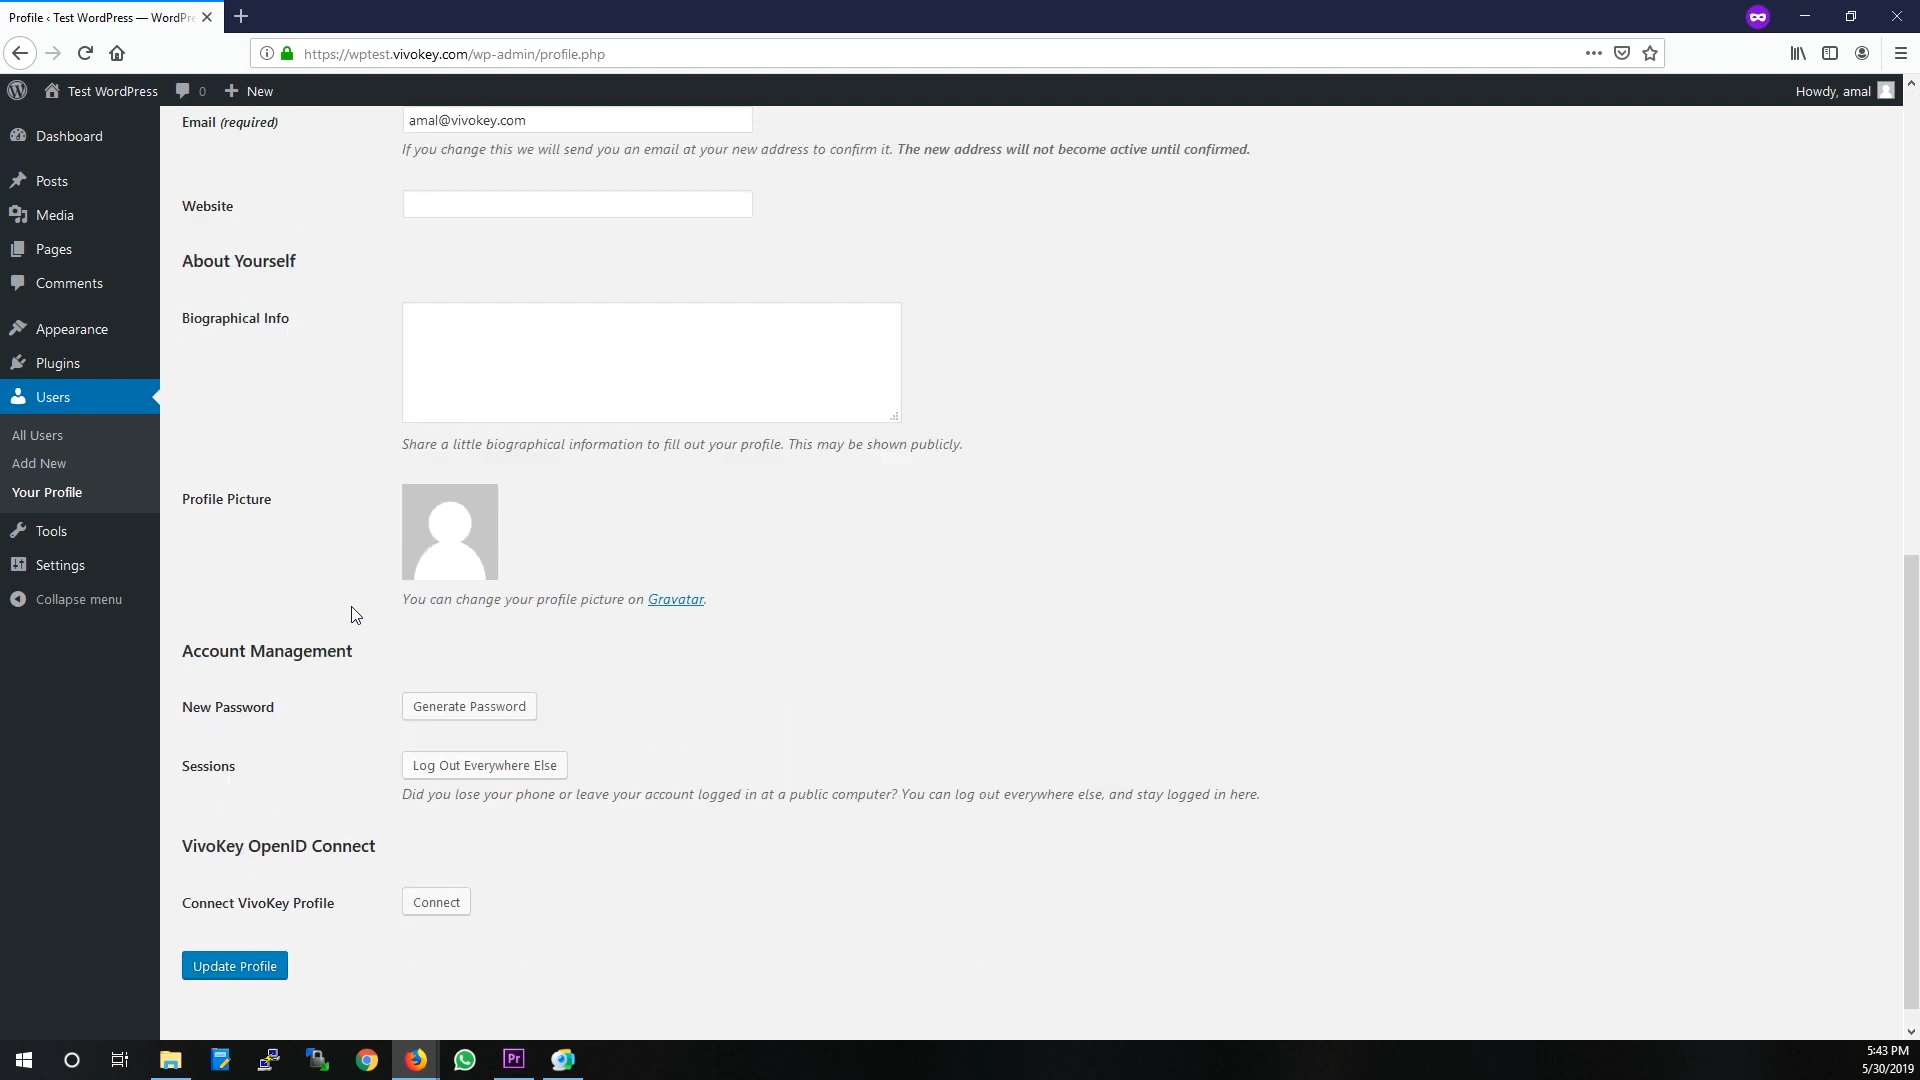 Profile ‹ Test WordPress — WordPre
https://wptest.vivokey.com/wp-admin/profile.php
Test WordPress 0 New Howdy, amal
Dashboard
Posts
Media
Pages
Comments
Appearance
Plugins
Users
All Users
Add New
Your Profile
Tools
Settings
Collapse menu
Email (required) amal@vivokey.com
If you change this we will send you an email at your new address to confirm it. The new address will not become active until confirmed.
Website
About Yourself
Biographical Info
Share a little biographical information to fill out your profile. This may be shown publicly.
Profile Picture
You can change your profile picture on Gravatar.
Account Management
New Password Generate Password
Sessions Log Out Everywhere Else
Did you lose your phone or leave your account logged in at a public computer? You can log out everywhere else, and stay logged in here.
VivoKey OpenID Connect
Connect VivoKey Profile Connect
Update Profile
Pr
5:43 PM
5/30/2019